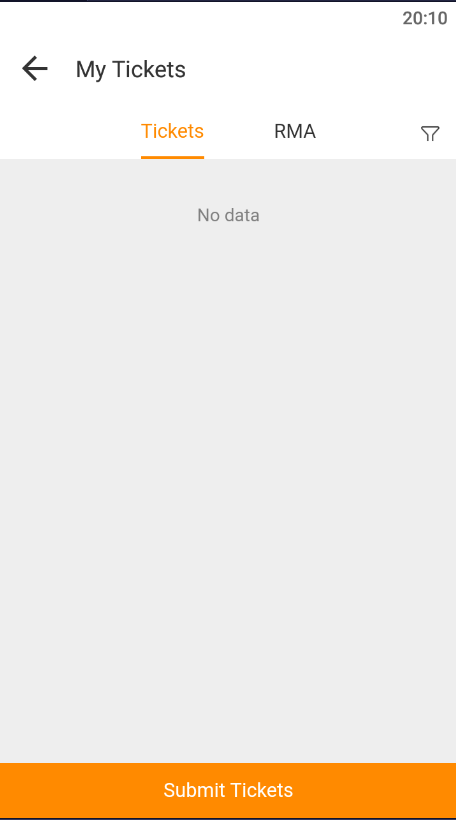 20:10
My Tickets
Tickets RMA
No data
Submit Tickets